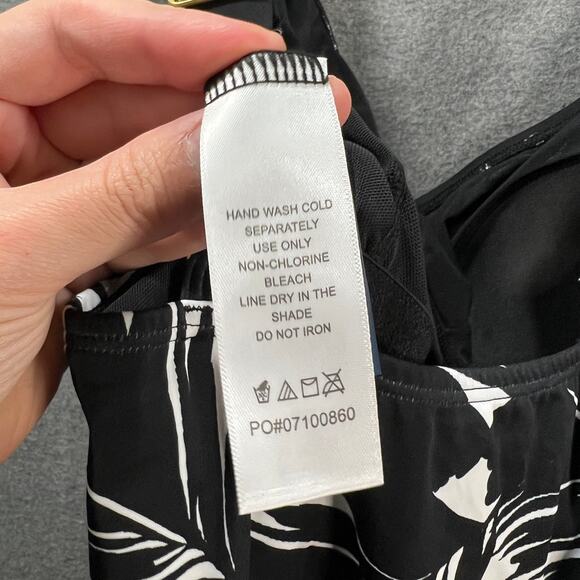 HAND WASH COLD
SEPARATELY
USE ONLY
NON-CHLORINE
BLEACH
LINE DRY IN THE
SHADE
DO NOT IRON
PO#07100860